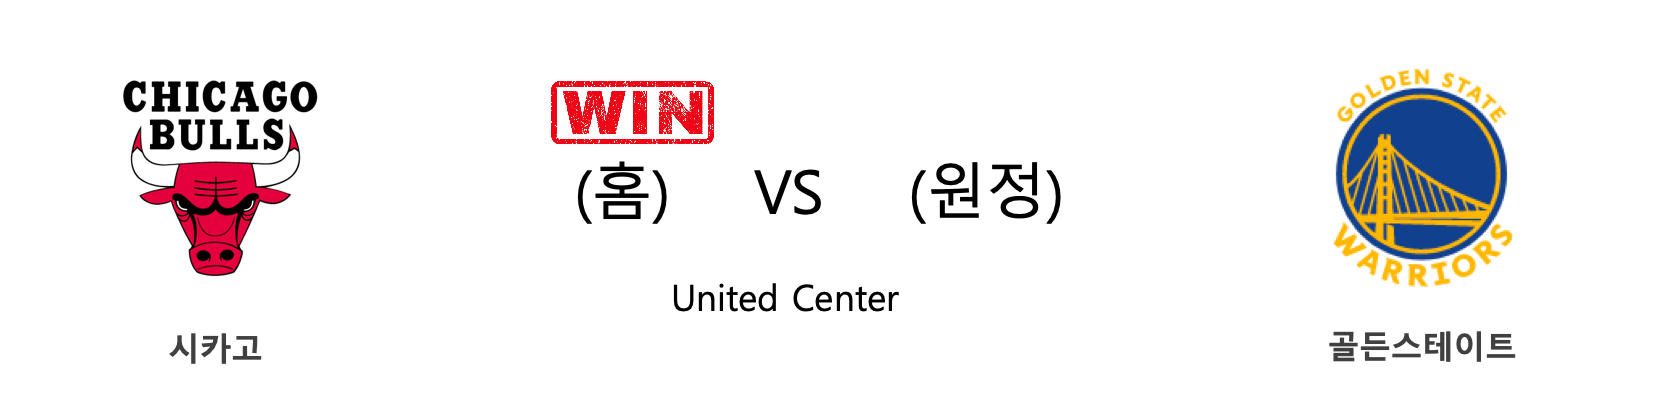 CHICAGO
BULLS
시카고
WIN
(홈) VS (원정)
United Center
GOLDEN STATE
WARRIORS
골든스테이트